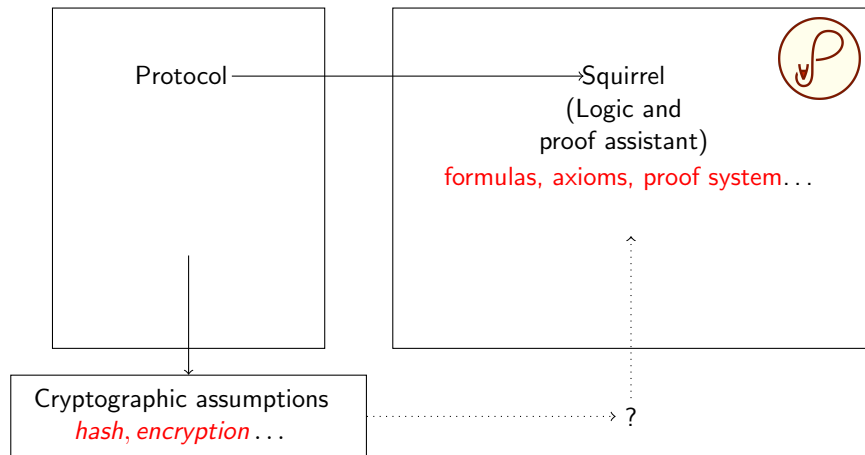 Protocol
Squirrel
(Logic and
proof assistant)
formulas, axioms, proof system...
Cryptographic assumptions
hash, encryption ...
?